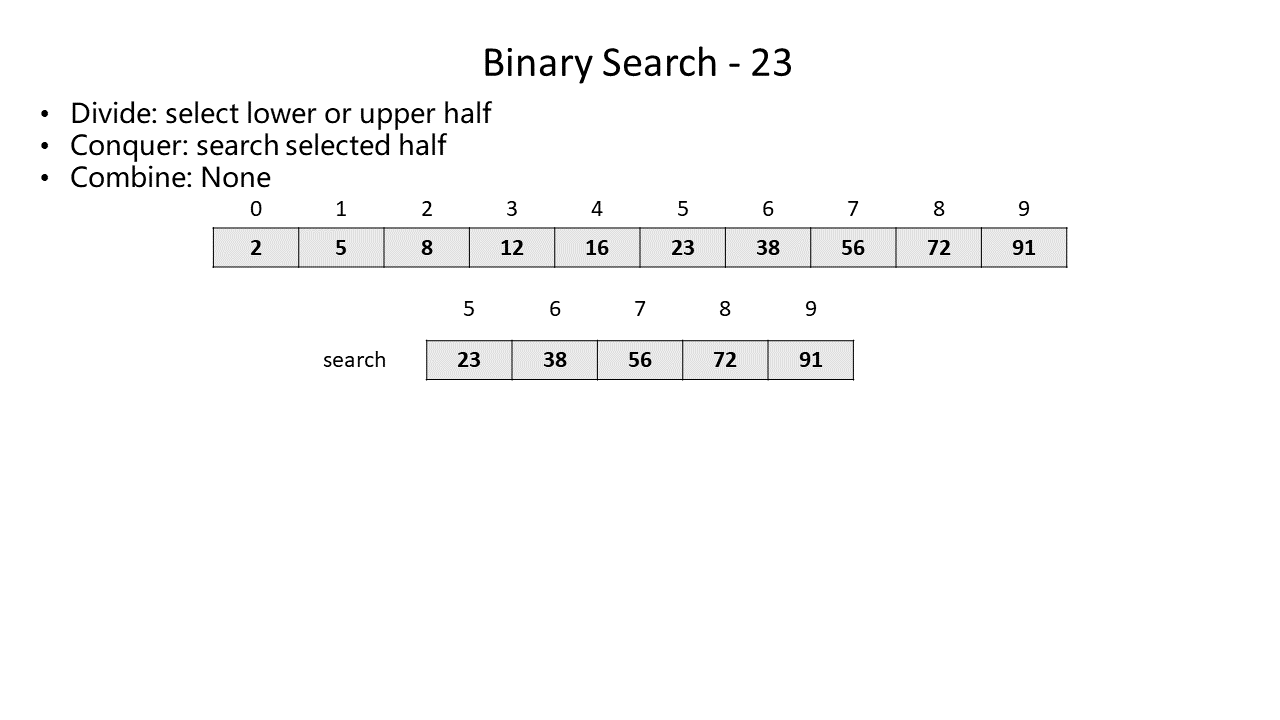 Binary Search - 23
• Divide: select lower or upper half
• Conquer: search selected half
• Combine: None
0 1 2 3 4 5 6 7 8 9
2 5 8 12 16 23 38 56 72 91
5 6 7 8 9
search 23 38 56 72 91